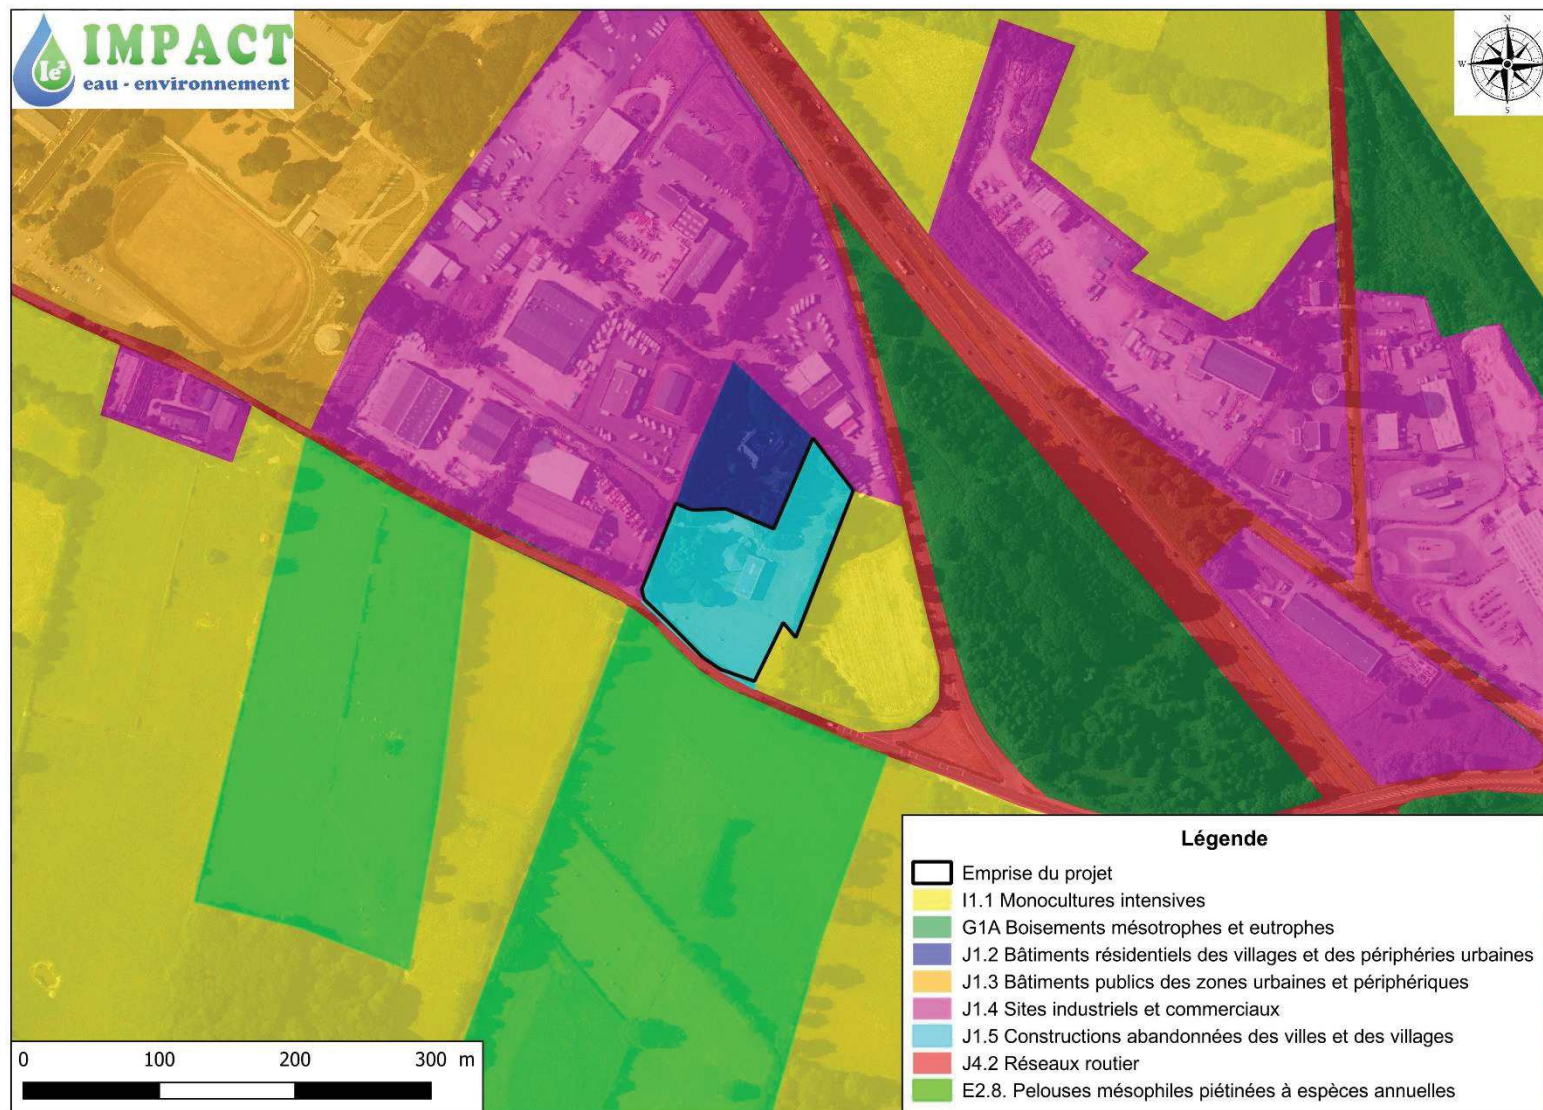 IMPACT
Ie²
eau - environnement
N
W
E
S
Légende
Emprise du projet
I1.1 Monocultures intensives
G1A Boisements mésotrophes et eutrophes
J1.2 Bâtiments résidentiels des villages et des périphéries urbaines
J1.3 Bâtiments publics des zones urbaines et périphériques
J1.4 Sites industriels et commerciaux
J1.5 Constructions abandonnées des villes et des villages
J4.2 Réseaux routier
E2.8. Pelouses mésophiles piétinées à espèces annuelles
0 100 200 300 m